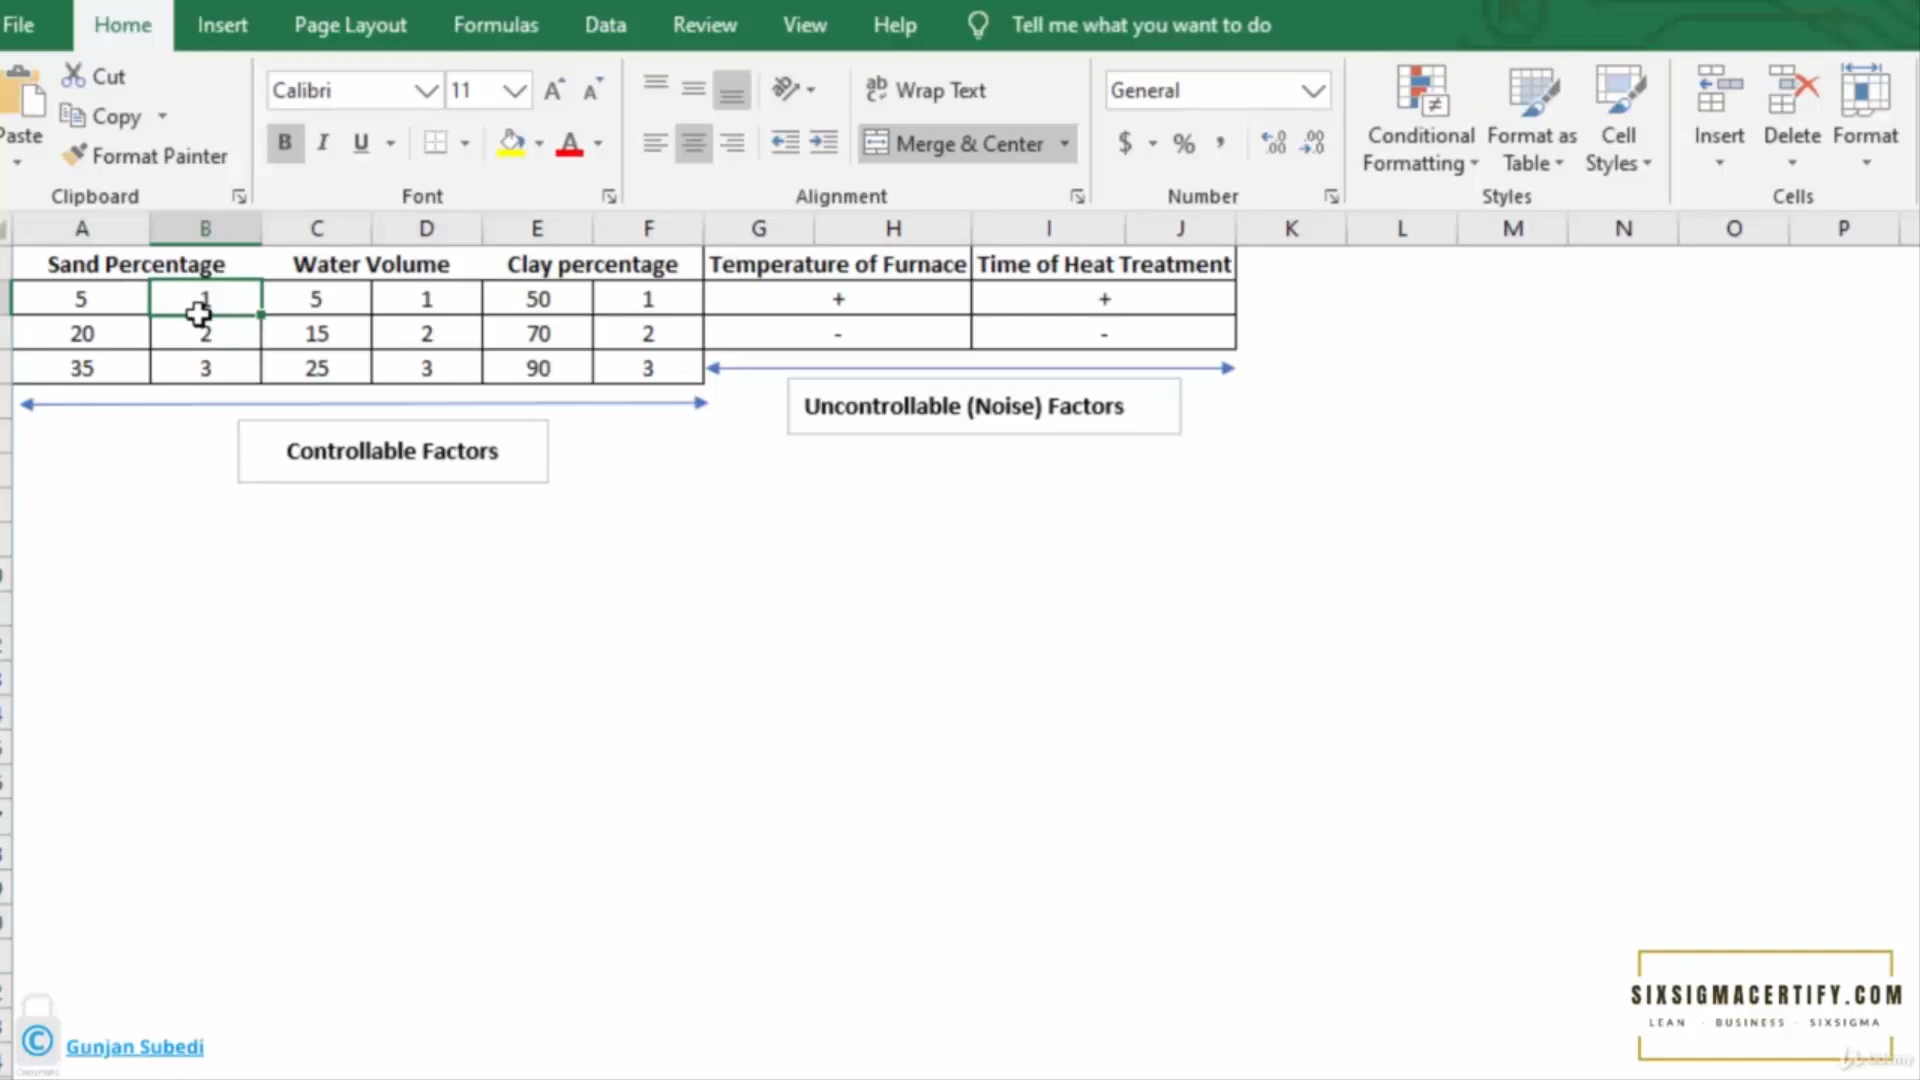 File Home Insert Page Layout Formulas Data Review View Help Tell me what you want to do
Cut
Copy
Paste
Format Painter
Clipboard
Calibri 11
B I U
Font
Wrap Text
Merge & Center
Alignment
General
$ % ,
Number
Conditional Formatting
Format as Table
Cell Styles
Styles
Insert Delete Format
Cells
A B C D E F G H I J K L M N O P
Sand Percentage Water Volume Clay percentage Temperature of Furnace Time of Heat Treatment
5 1 5 1 50 1 + +
20 2 15 2 70 2 - -
35 3 25 3 90 3
Uncontrollable (Noise) Factors
Controllable Factors
SIXSIGMACERTIFY.COM
LEAN · BUSINESS · SIXSIGMA
© Gunjan Subedi
Copyright
Udemy